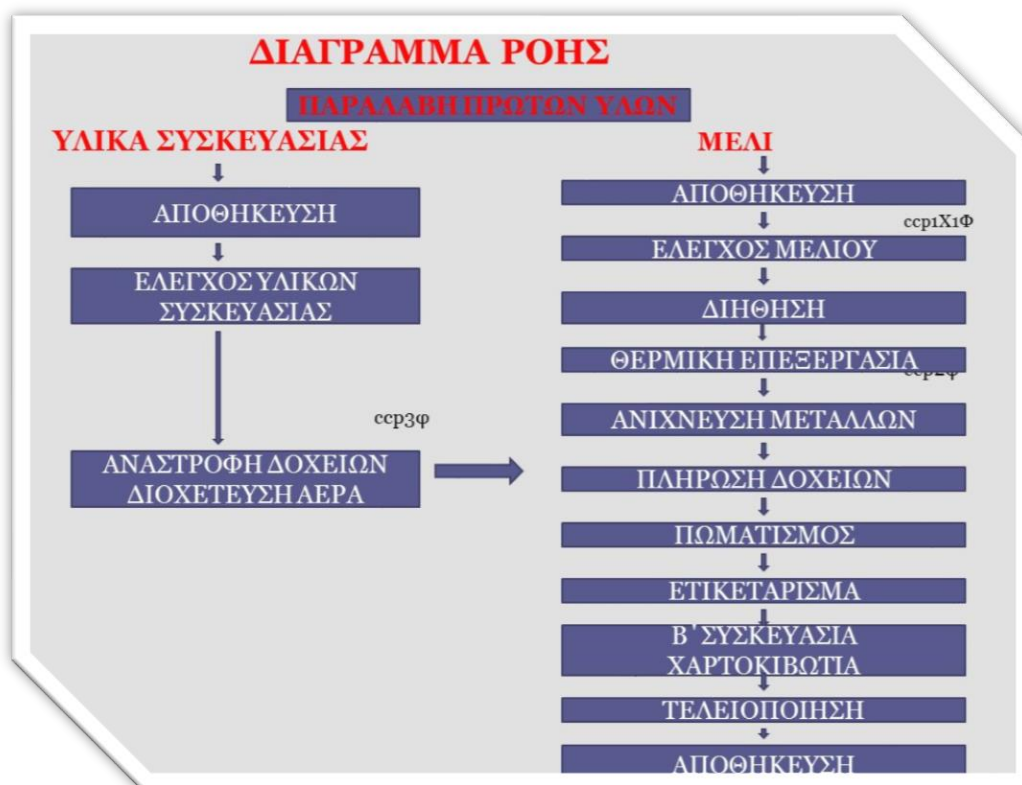 ΔΙΑΓΡΑΜΜΑ ΡΟΗΣ
ΠΑΡΑΛΑΒΗ ΠΡΩΤΩΝ ΥΛΩΝ
ΥΛΙΚΑ ΣΥΣΚΕΥΑΣΙΑΣ
ΑΠΟΘΗΚΕΥΣΗ
ΕΛΕΓΧΟΣ ΥΛΙΚΩΝ
ΣΥΣΚΕΥΑΣΙΑΣ
ccp3φ
ΑΝΑΣΤΡΟΦΗ ΔΟΧΕΙΩΝ
ΔΙΟΧΕΤΕΥΣΗ ΑΕΡΑ
ΜΕΛΙ
ΑΠΟΘΗΚΕΥΣΗ
ccp1Χ1Φ
ΕΛΕΓΧΟΣ ΜΕΛΙΟΥ
ΔΙΗΘΗΣΗ
ΘΕΡΜΙΚΗ ΕΠΕΞΕΡΓΑΣΙΑ
ccp2φ
ΑΝΙΧΝΕΥΣΗ ΜΕΤΑΛΛΩΝ
ΠΛΗΡΩΣΗ ΔΟΧΕΙΩΝ
ΠΩΜΑΤΙΣΜΟΣ
ΕΤΙΚΕΤΑΡΙΣΜΑ
Β΄ ΣΥΣΚΕΥΑΣΙΑ
ΧΑΡΤΟΚΙΒΩΤΙΑ
ΤΕΛΕΙΟΠΟΙΗΣΗ
ΑΠΟΘΗΚΕΥΣΗ